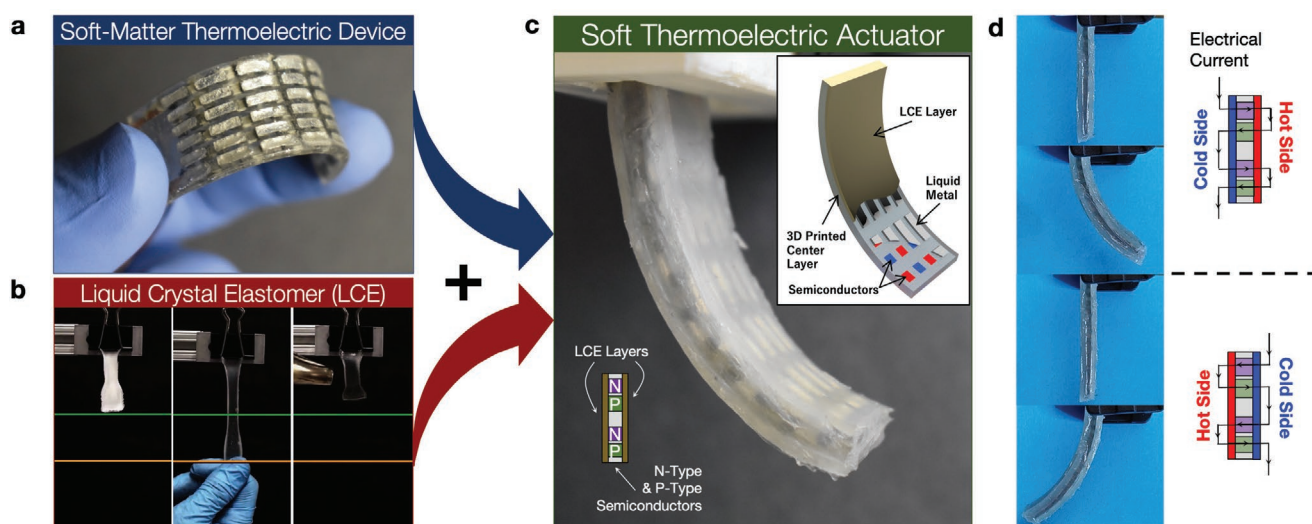 a
Soft-Matter Thermoelectric Device
b
Liquid Crystal Elastomer (LCE)
+
c
Soft Thermoelectric Actuator
LCE Layer
Liquid
Metal
3D Printed
Center
Layer
Semiconductors
LCE Layers
N
P
N
P
N-Type
& P-Type
Semiconductors
d
Electrical
Current
Cold Side
Hot Side
Hot Side
Cold Side